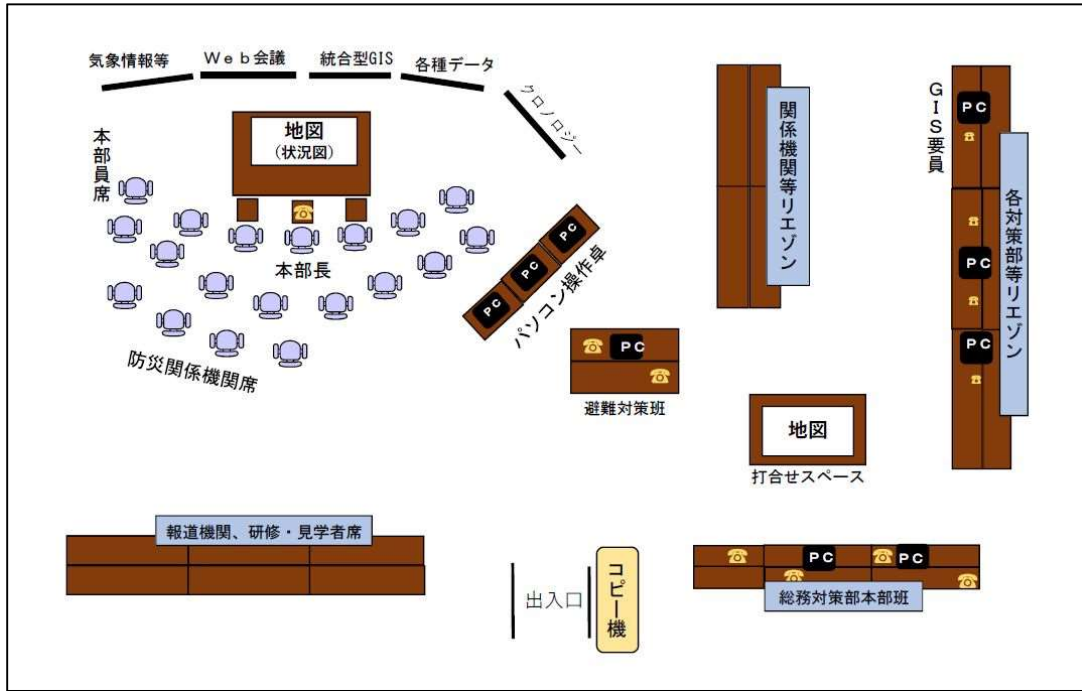 気象情報等
Ｗｅｂ会議
統合型GIS
各種データ
クロノロジー
地図
（状況図）
本部員席
本部長
防災関係機関席
PC
PC
PC
パソコン操作卓
関係機関等リエゾン
GIS要員
PC
PC
PC
各対策部等リエゾン
PC
避難対策班
地図
打合せスペース
報道機関、研修・見学者席
出入口
コピー機
PC
PC
総務対策部本部班